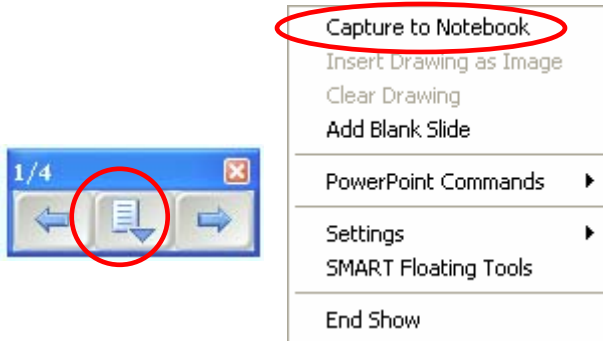 1/4
Capture to Notebook
Insert Drawing as Image
Clear Drawing
Add Blank Slide
PowerPoint Commands
Settings
SMART Floating Tools
End Show